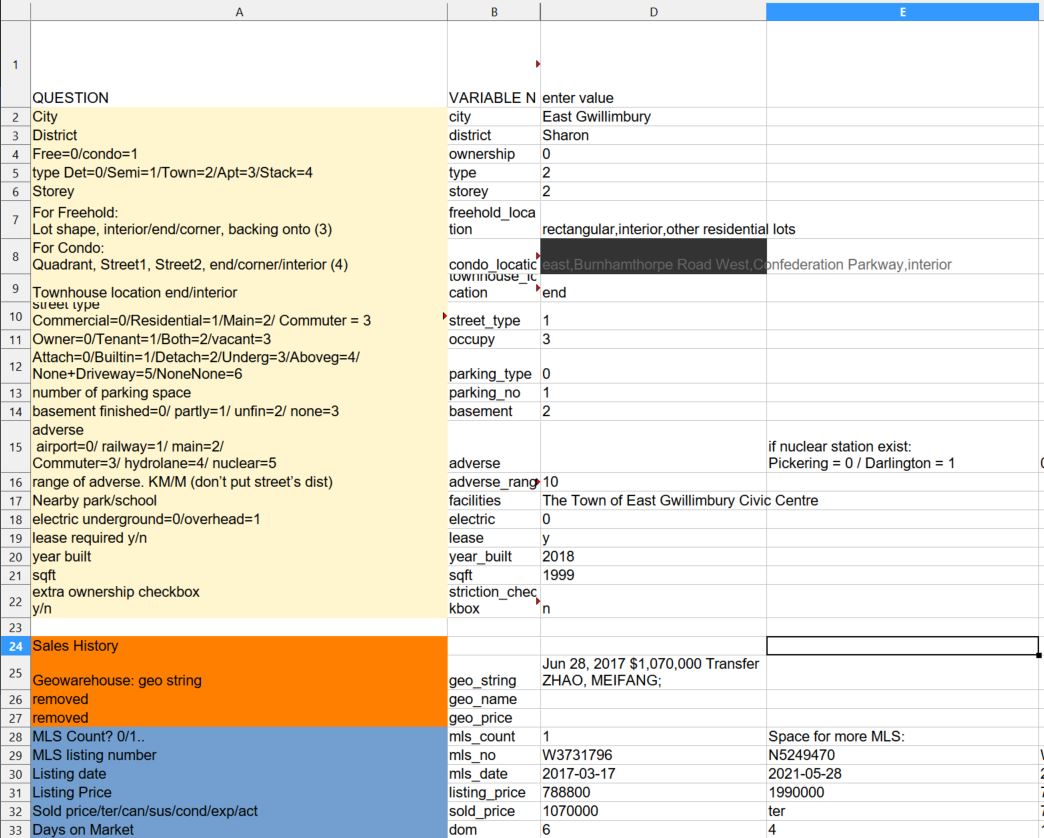 A B D E
1 QUESTION VARIABLE N enter value
2 City city East Gwillimbury
3 District district Sharon
4 Free=0/condo=1 ownership 0
5 type Det=0/Semi=1/Town=2/Apt=3/Stack=4 type 2
6 Storey storey 2
For Freehold: freehold_loca
7 Lot shape, interior/end/corner, backing onto (3) tion rectangular,interior,other residential lots
For Condo:
8 Quadrant, Street1, Street2, end/corner/interior (4) condo_locatic east,Burnhamthorpe Road West,Confederation Parkway,interior
townhouse_lo
9 Townhouse location end/interior cation end
street type
10 Commercial=0/Residential=1/Main=2/ Commuter = 3 street_type 1
11 Owner=0/Tenant=1/Both=2/vacant=3 occupy 3
Attach=0/Builtin=1/Detach=2/Underg=3/Aboveg=4/
12 None+Driveway=5/NoneNone=6 parking_type 0
13 number of parking space parking_no 1
14 basement finished=0/ partly=1/ unfin=2/ none=3 basement 2
adverse
15 airport=0/ railway=1/ main=2/ if nuclear station exist:
Commuter=3/ hydrolane=4/ nuclear=5 adverse Pickering = 0 / Darlington = 1
16 range of adverse. KM/M (don't put street's dist) adverse_rang 10
17 Nearby park/school facilities The Town of East Gwillimbury Civic Centre
18 electric underground=0/overhead=1 electric 0
19 lease required y/n lease y
20 year built year_built 2018
21 sqft sqft 1999
extra ownership checkbox striction_chec
22 y/n kbox n
23
24 Sales History
Jun 28, 2017 $1,070,000 Transfer
25 Geowarehouse: geo string geo_string ZHAO, MEIFANG;
26 removed geo_name
27 removed geo_price
28 MLS Count? 0/1.. mls_count 1 Space for more MLS:
29 MLS listing number mls_no W3731796 N5249470
30 Listing date mls_date 2017-03-17 2021-05-28
31 Listing Price listing_price 788800 1990000
32 Sold price/ter/can/sus/cond/exp/act sold_price 1070000 ter
33 Days on Market dom 6 4